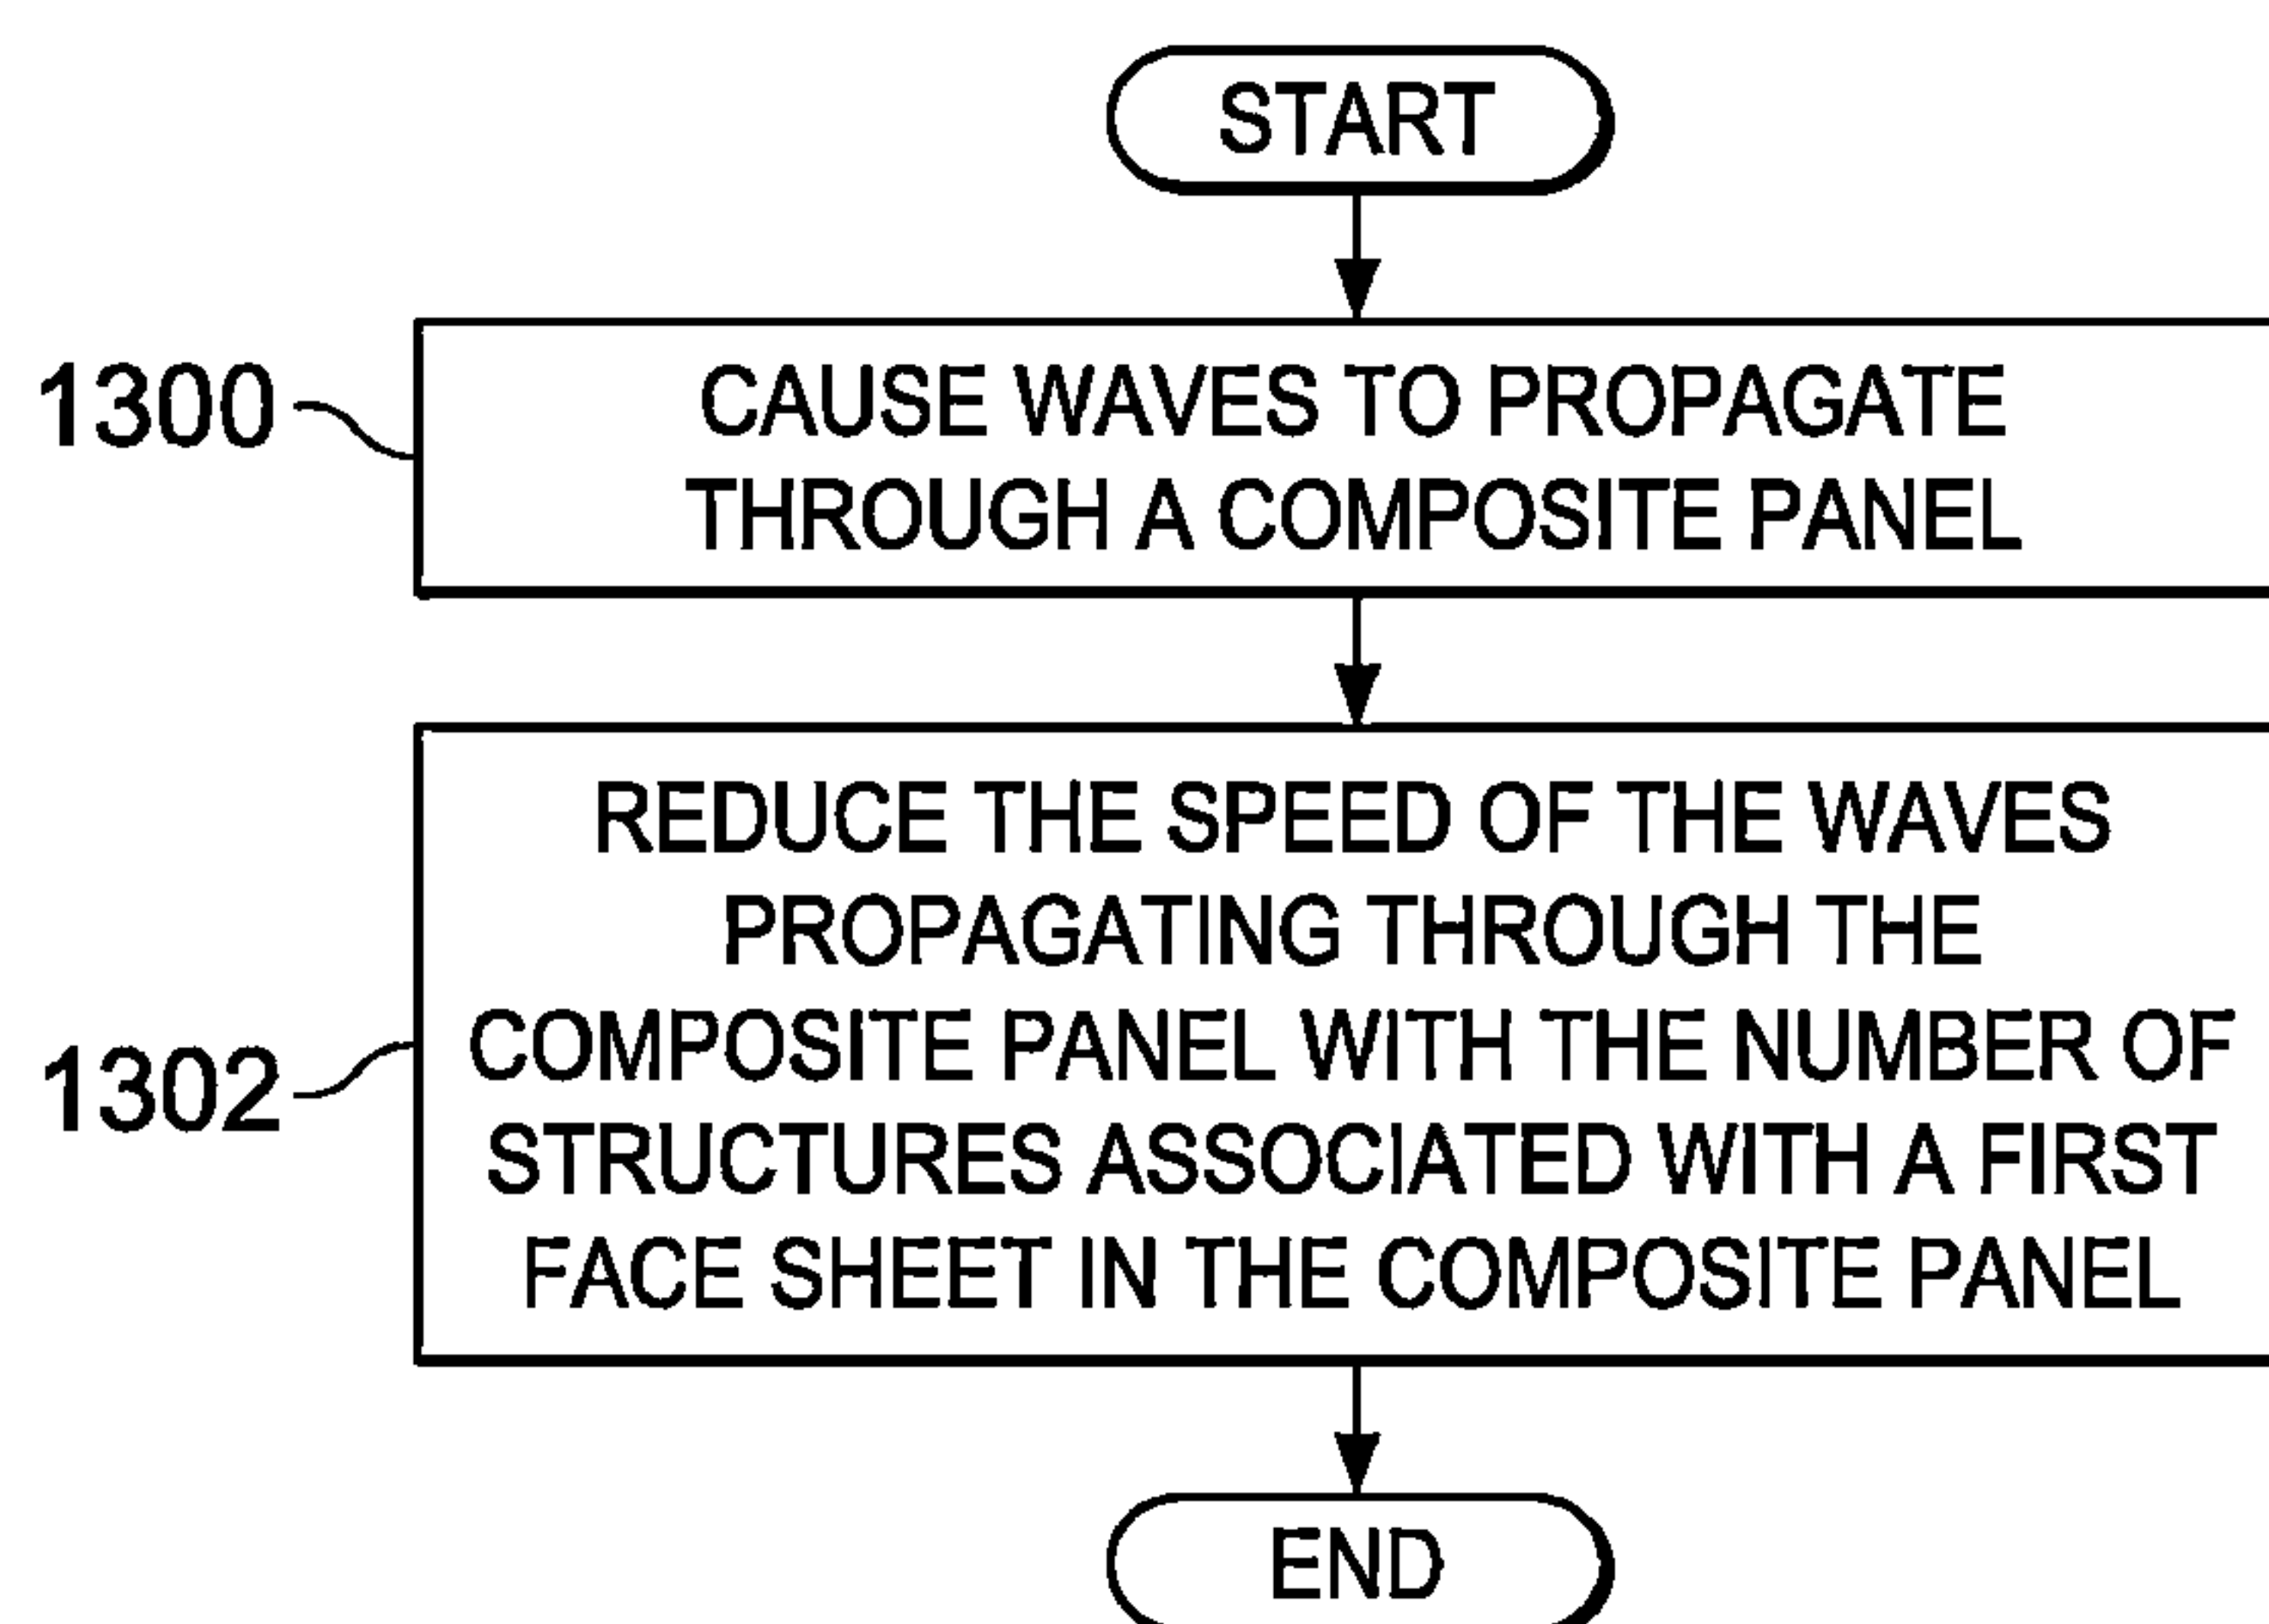 START
1300
CAUSE WAVES TO PROPAGATE
THROUGH A COMPOSITE PANEL
1302
REDUCE THE SPEED OF THE WAVES
PROPAGATING THROUGH THE
COMPOSITE PANEL WITH THE NUMBER OF
STRUCTURES ASSOCIATED WITH A FIRST
FACE SHEET IN THE COMPOSITE PANEL
END